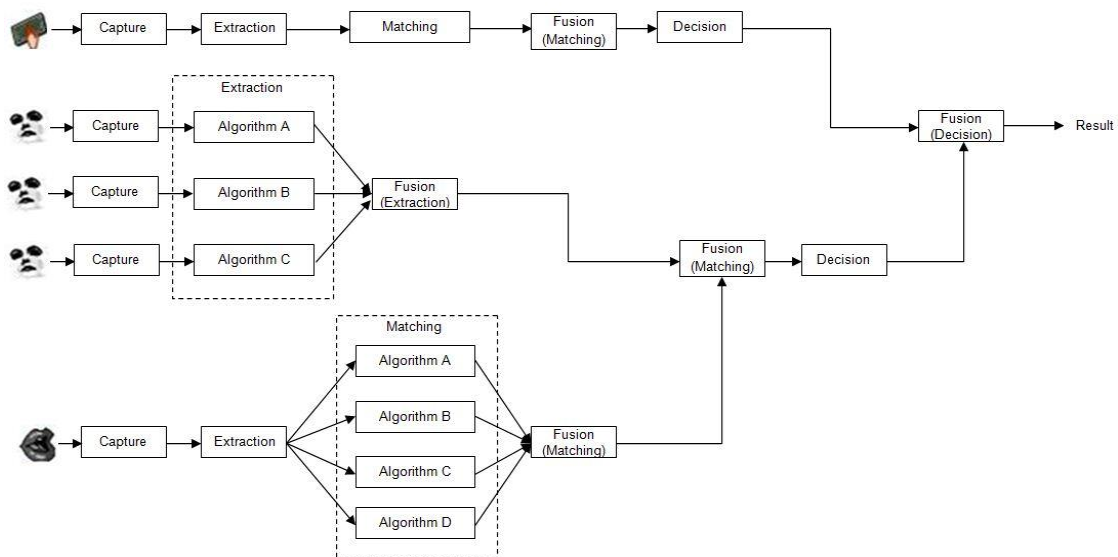 Capture
Extraction
Matching
Fusion
(Matching)
Decision
Extraction
Capture
Algorithm A
Fusion
(Decision)
Result
Capture
Algorithm B
Fusion
(Extraction)
Capture
Algorithm C
Fusion
(Matching)
Decision
Matching
Algorithm A
Algorithm B
Capture
Extraction
Fusion
(Matching)
Algorithm C
Algorithm D